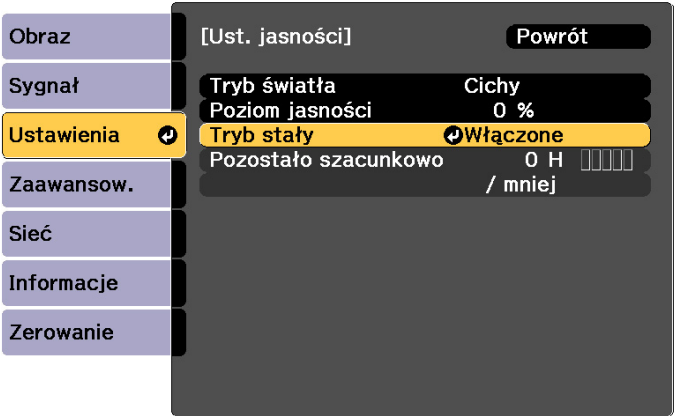 Obraz
Sygnał
Ustawienia
Zaawansow.
Sieć
Informacje
Zerowanie
[Ust. jasności] Powrót
Tryb światła Cichy
Poziom jasności 0 %
Tryb stały Włączone
Pozostało szacunkowo 0 H
/ mniej